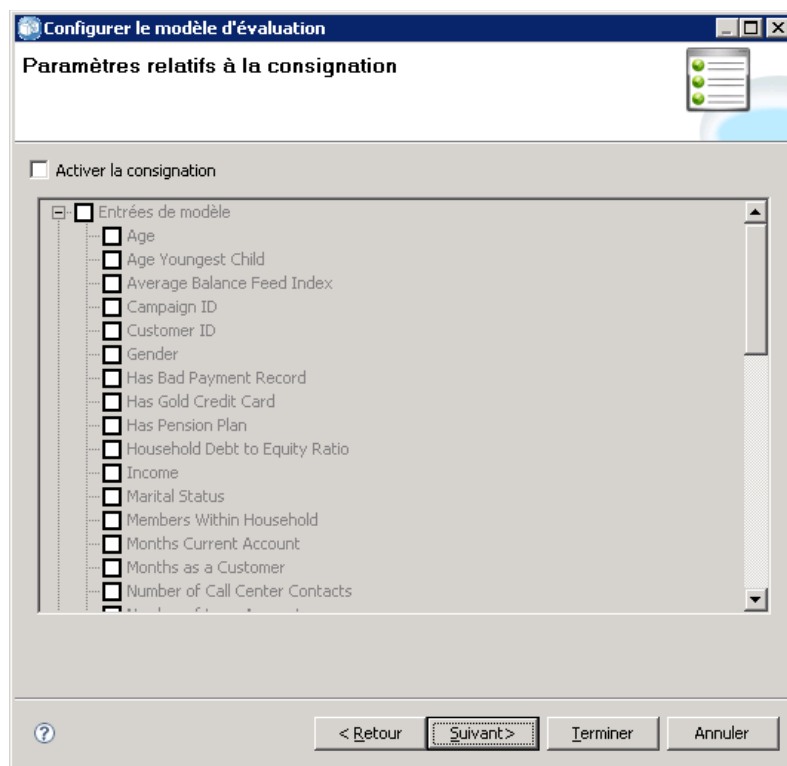 Configurer le modèle d'évaluation
Paramètres relatifs à la consignation
Activer la consignation
Entrées de modèle
Age
Age Youngest Child
Average Balance Feed Index
Campaign ID
Customer ID
Gender
Has Bad Payment Record
Has Gold Credit Card
Has Pension Plan
Household Debt to Equity Ratio
Income
Marital Status
Members Within Household
Months Current Account
Months as a Customer
Number of Call Center Contacts
?
< Retour
Suivant>
Terminer
Annuler